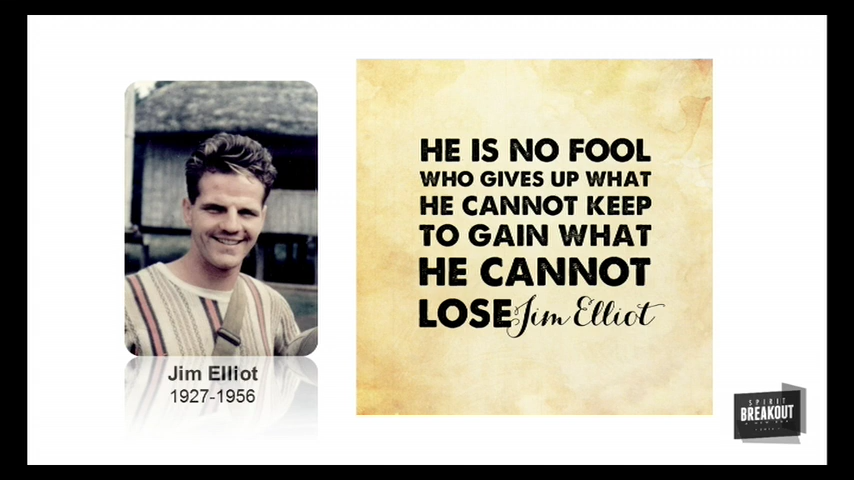 HE IS NO FOOL
WHO GIVES UP WHAT
HE CANNOT KEEP
TO GAIN WHAT
HE CANNOT
LOSE Jim Elliot
Jim Elliot
1927-1956
SPIRIT
BREAKOUT